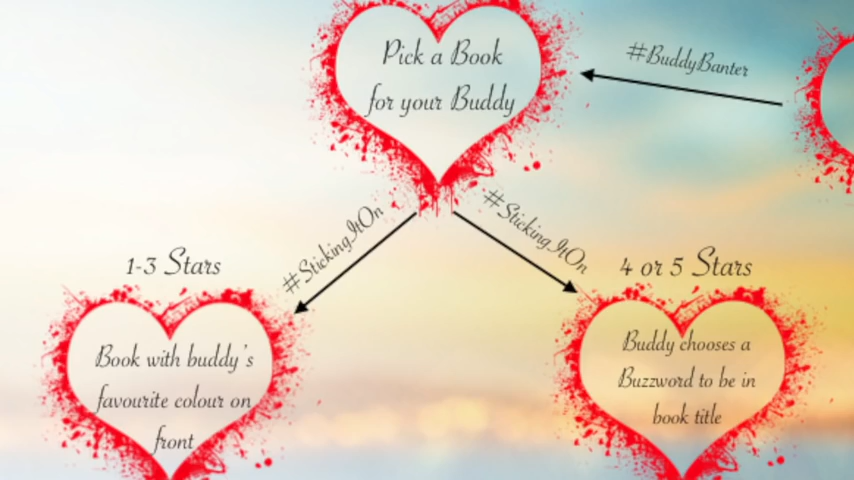 Pick a Book
for your Buddy
#BuddyBanter
#StickingItOn
#StickingItOn
1-3 Stars
4 or 5 Stars
Book with buddy's
favourite colour on
front
Buddy chooses a
Buzzword to be in
book title